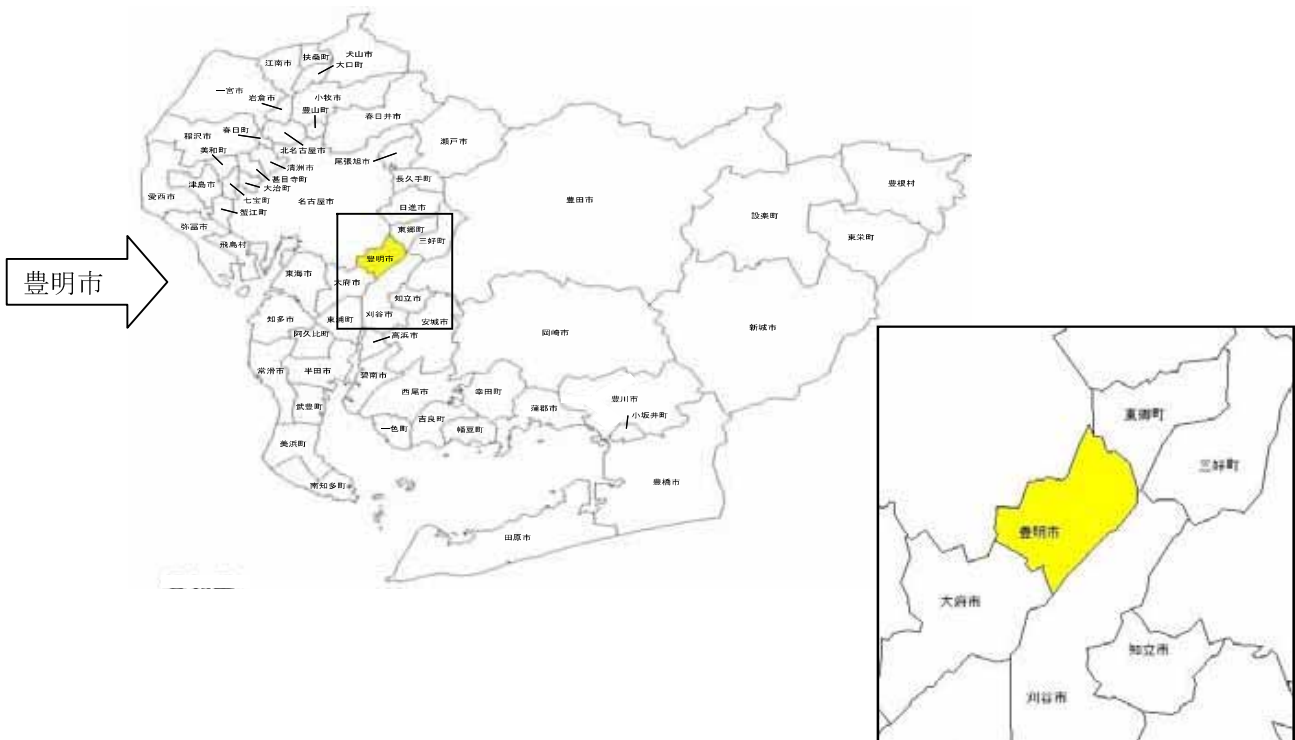 犬山市
扶桑町
江南市
大口町
一宮市
岩倉市
小牧市
豊山町
春日井市
稲沢市
春日町
北名古屋市
瀬戸市
美和町
尾張旭市
清洲市
甚目寺町
長久手町
津島市
大治町
愛西市
七宝町
名古屋市
豊田市
豊根村
日進市
蟹江町
設楽町
弥富市
東郷町
飛島村
三好町
東栄町
豊明市
豊明市
東海市
大府市
知立市
知多市
東浦町
刈谷市
安城市
岡崎市
新城市
阿久比町
高浜市
常滑市
半田市
碧南市
西尾市
幸田町
豊川市
武豊町
蒲郡市
小坂井町
吉良町
一色町
幡豆町
美浜町
豊橋市
南知多町
田原市
東郷町
三好町
豊明市
大府市
知立市
刈谷市